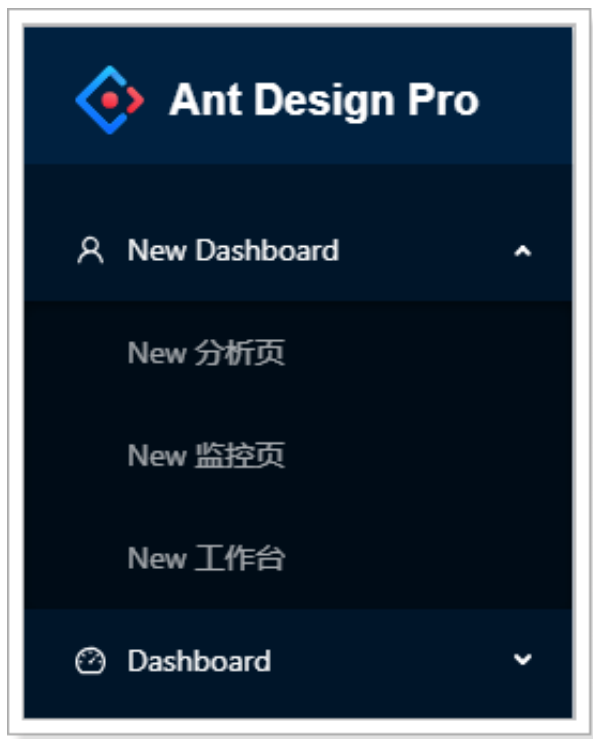 Ant Design Pro
New Dashboard
New 分析页
New 监控页
New 工作台
Dashboard